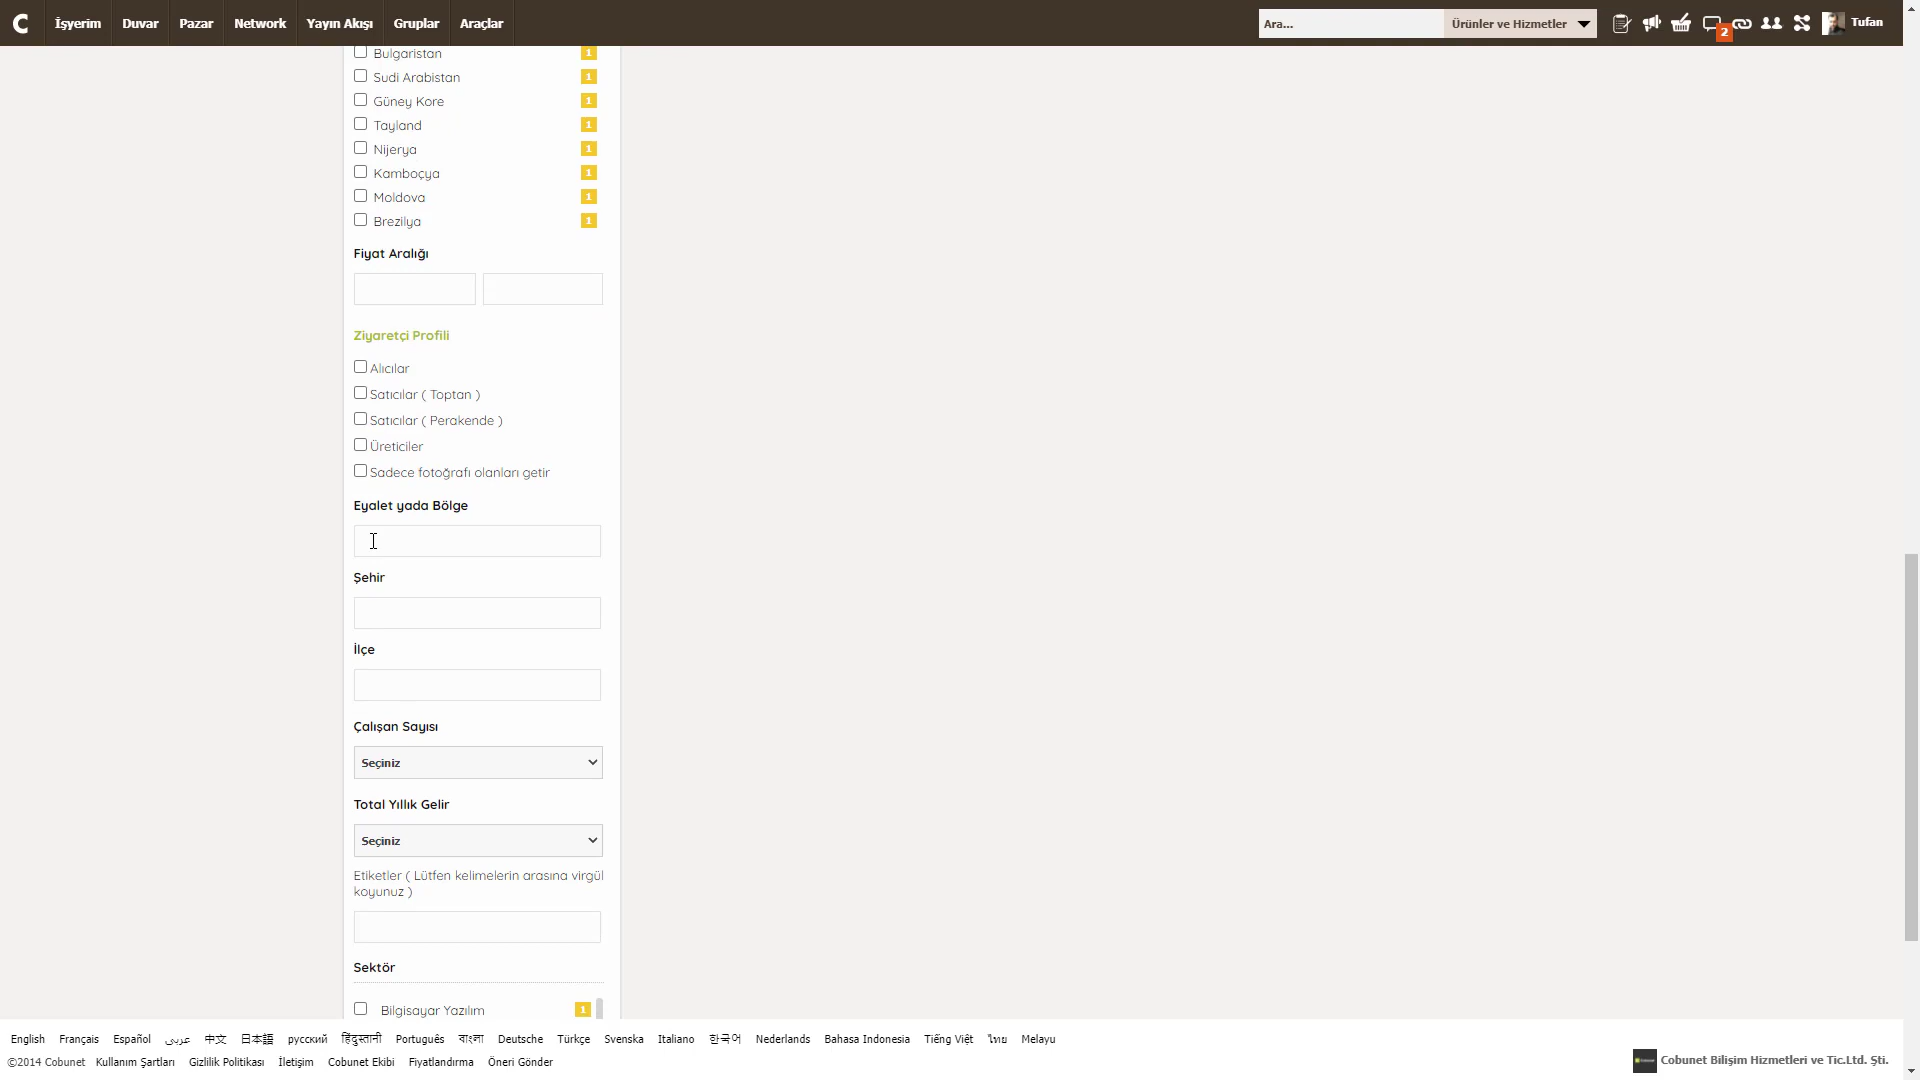 C İşyerim Duvar Pazar Network Yayın Akışı Gruplar Araçlar Ara... Ürünler ve Hizmetler 2 Tufan
Bulgaristan 1
Sudi Arabistan 1
Güney Kore 1
Tayland 1
Nijerya 1
Kamboçya 1
Moldova 1
Brezilya 1
Fiyat Aralığı
Ziyaretçi Profili
Alıcılar
Satıcılar ( Toptan )
Satıcılar ( Perakende )
Üreticiler
Sadece fotoğrafı olanları getir
Eyalet yada Bölge
Şehir
İlçe
Çalışan Sayısı
Seçiniz
Total Yıllık Gelir
Seçiniz
Etiketler ( Lütfen kelimelerin arasına virgül
koyunuz )
Sektör
Bilgisayar Yazılım 1
English Français Español عربى 中文 日本語 русский हिंदुस्तानी Português বাংলা Deutsche Türkçe Svenska Italiano 한국어 Nederlands Bahasa Indonesia Tiếng Việt ไทย Melayu
©2014 Cobunet Kullanım Şartları Gizlilik Politikası İletişim Cobunet Ekibi Fiyatlandırma Öneri Gönder Cobunet Bilişim Hizmetleri ve Tic.Ltd. Şti.